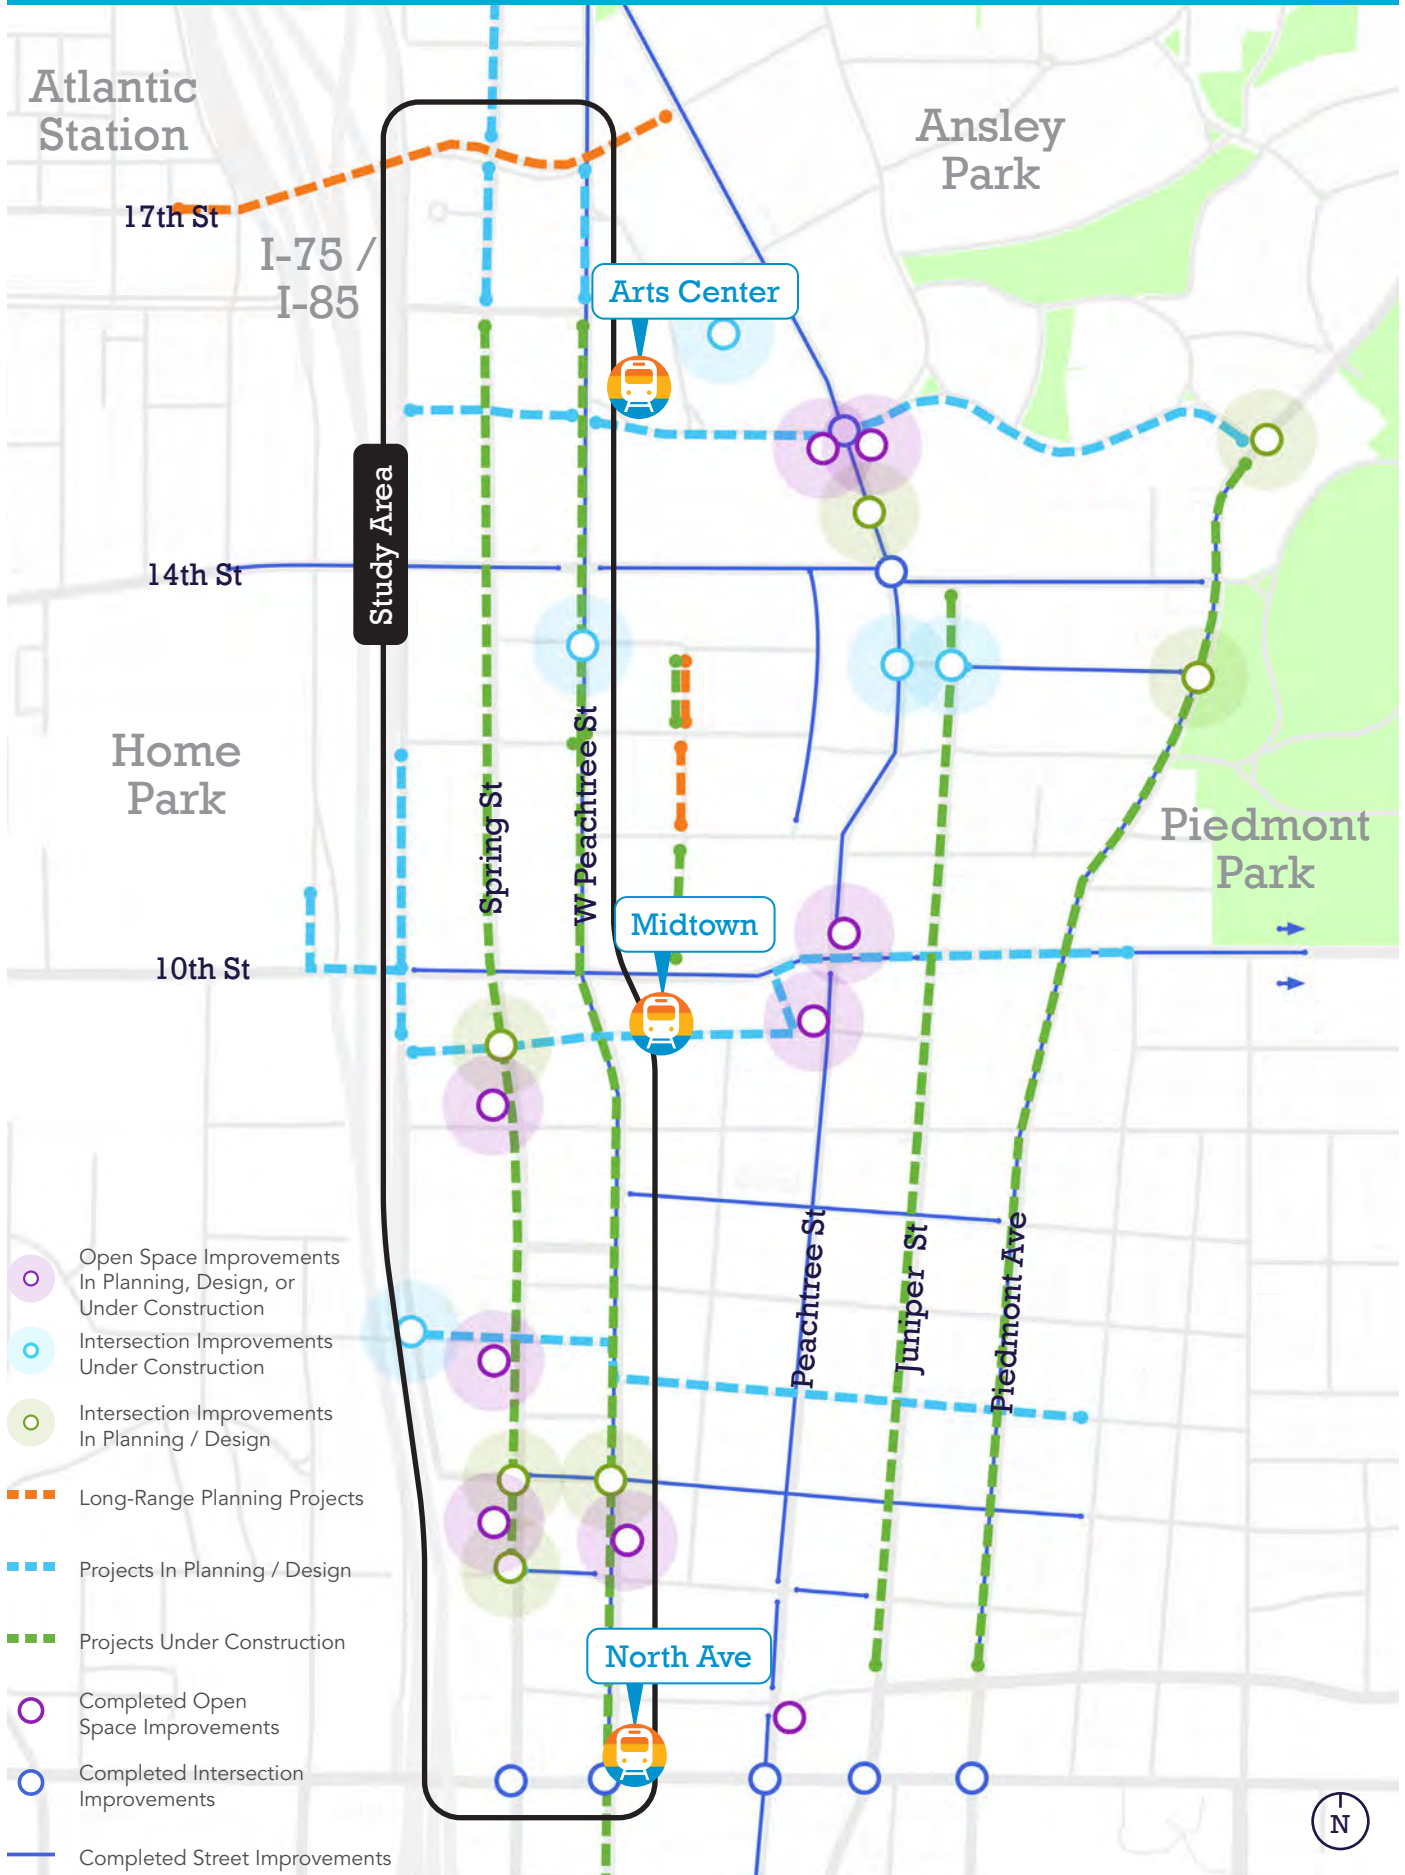 Atlantic
Station
Ansley
Park
17th St
I-75 /
I-85
Arts Center
Study Area
14th St
Home
Park
Spring St
W Peachtree St
Piedmont
Park
Midtown
10th St
Peachtree St
Juniper St
Piedmont Ave
Open Space Improvements
In Planning, Design, or
Under Construction
Intersection Improvements
Under Construction
Intersection Improvements
In Planning / Design
Long-Range Planning Projects
Projects In Planning / Design
Projects Under Construction
North Ave
Completed Open
Space Improvements
Completed Intersection
Improvements
Completed Street Improvements
N